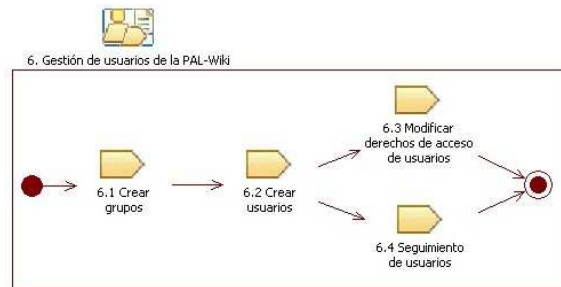 6. Gestión de usuarios de la PAL-Wiki
6.1 Crear
grupos
6.2 Crear
usuarios
6.3 Modificar
derechos de acceso
de usuarios
6.4 Seguimiento
de usuarios